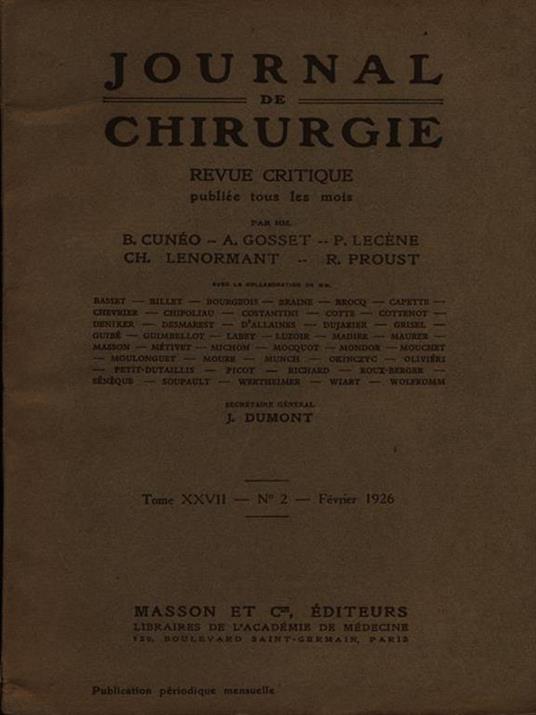 JOURNAL
DE
CHIRURGIE
REVUE CRITIQUE
publiée tous les mois
PAR MM.
B. CUNÉO -- A. GOSSET -- P. LECÈNE
CH. LENORMANT -- R. PROUST
AVEC LA COLLABORATION DE MM.
BASSET — BILLET — BOURGEOIS — BRAINE — BROCQ — CAPETTE —
CHEVRIER — CHIPOLIAU — COSTANTINI — COTTE — COTTENOT —
DENIKER — DESMAREST — D'ALLAINES — DUJARIER — GRISEL —
GUIBÉ — GUIMBELLOT — LABEY — LUZOIR — MADIER — MAURER —
MASSON — MÉTIVET — MICHON — MOCQUOT — MONDOR — MOUCHET
— MOULONGUET — MOURE — MUNCH — OKINCZYC — OLIVIÉRI
— PETIT-DUTAILLIS — PICOT — RICHARD — ROUX-BERGER —
SÉNÈQUE — SOUPAULT — WERTHEIMER — WIART — WOLFROMM
SECRÉTAIRE GÉNÉRAL
J. DUMONT
Tome XXVII — N° 2 — Février 1926
MASSON ET Cie, ÉDITEURS
LIBRAIRES DE L'ACADÉMIE DE MÉDECINE
120, BOULEVARD SAINT-GERMAIN, PARIS
Publication périodique mensuelle